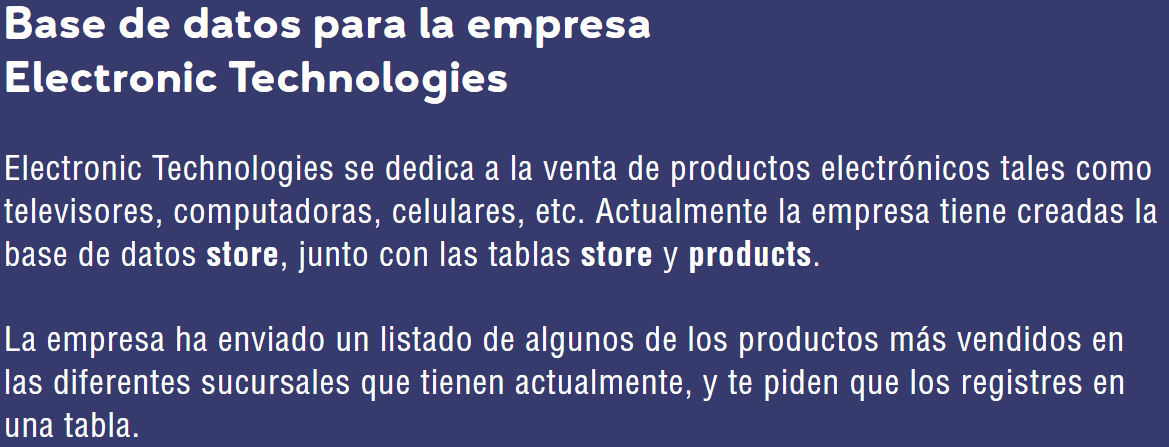 Base de datos para la empresa
Electronic Technologies
Electronic Technologies se dedica a la venta de productos electrónicos tales como
televisores, computadoras, celulares, etc. Actualmente la empresa tiene creadas la
base de datos store, junto con las tablas store y products.
La empresa ha enviado un listado de algunos de los productos más vendidos en
las diferentes sucursales que tienen actualmente, y te piden que los registres en
una tabla.